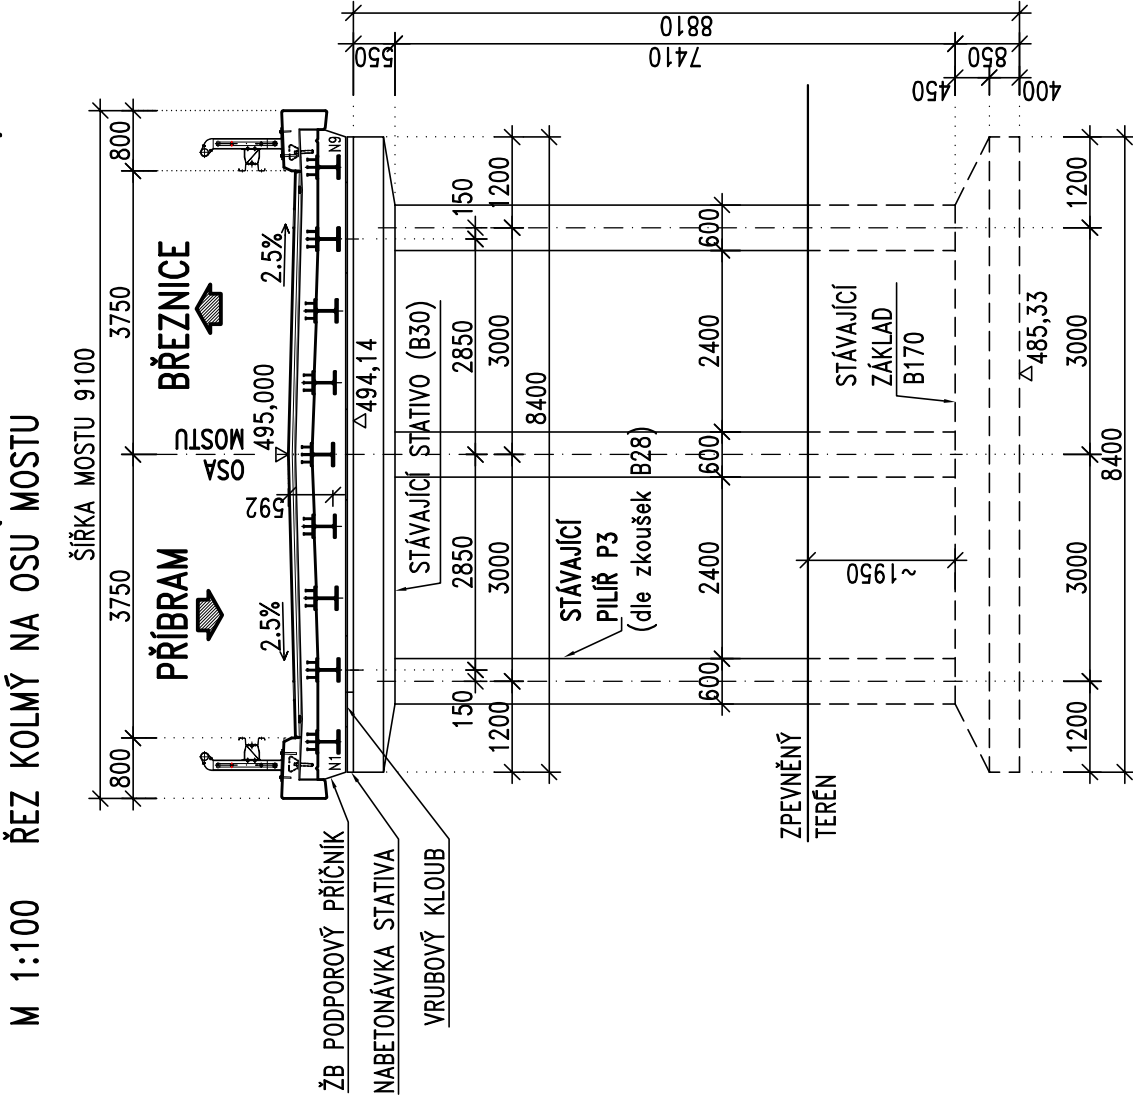 M 1:100 ŘEZ KOLMÝ NA OSU MOSTU
ŠÍŘKA MOSTU 9100
800
3750
3750
800
PŘÍBRAM
BŘEZNICE
2.5%
2.5%
OSA
MOSTU
495,000
592
N1
N9
494,14
ŽB PODPOROVÝ PŘÍČNÍK
NABETONÁVKA STATIVA
VRUBOVÝ KLOUB
STÁVAJÍCÍ STATIVO (B30)
150
2850
2850
150
1200
3000
3000
1200
8400
STÁVAJÍCÍ
PILÍŘ P3
(dle zkoušek B28)
600
2400
600
2400
600
ZPEVNĚNÝ
TERÉN
~1950
STÁVAJÍCÍ
ZÁKLAD
B170
485,33
1200
3000
3000
1200
8400
550
7410
850
8810
450
400